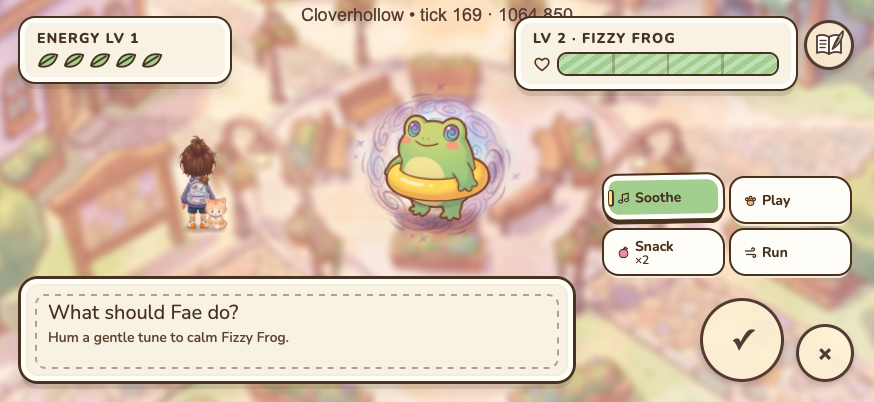 Cloverhollow • tick 169 · 1064,850
ENERGY LV 1
LV 2 · FIZZY FROG
Soothe
Play
Snack
×2
Run
What should Fae do?
Hum a gentle tune to calm Fizzy Frog.